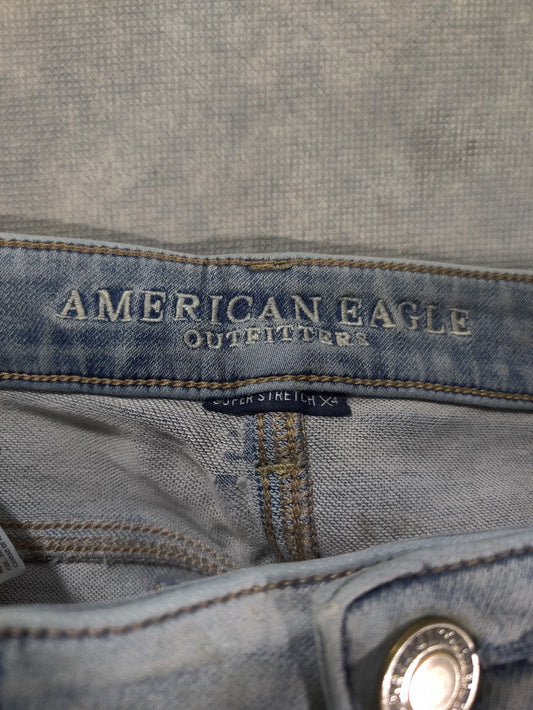 AMERICAN EAGLE
OUTFITTERS
SUPER STRETCH X4